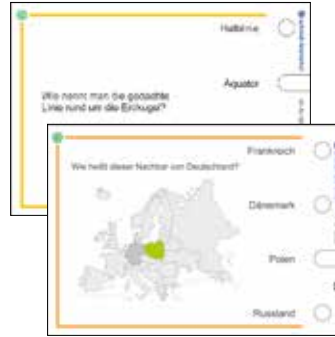 Halblinie
Äquator
Wie nennt man die gedachte
Linie rund um die Erdkugel?
Frankreich
Wie heißt dieser Nachbar von Deutschland?
Dänemark
Polen
Russland